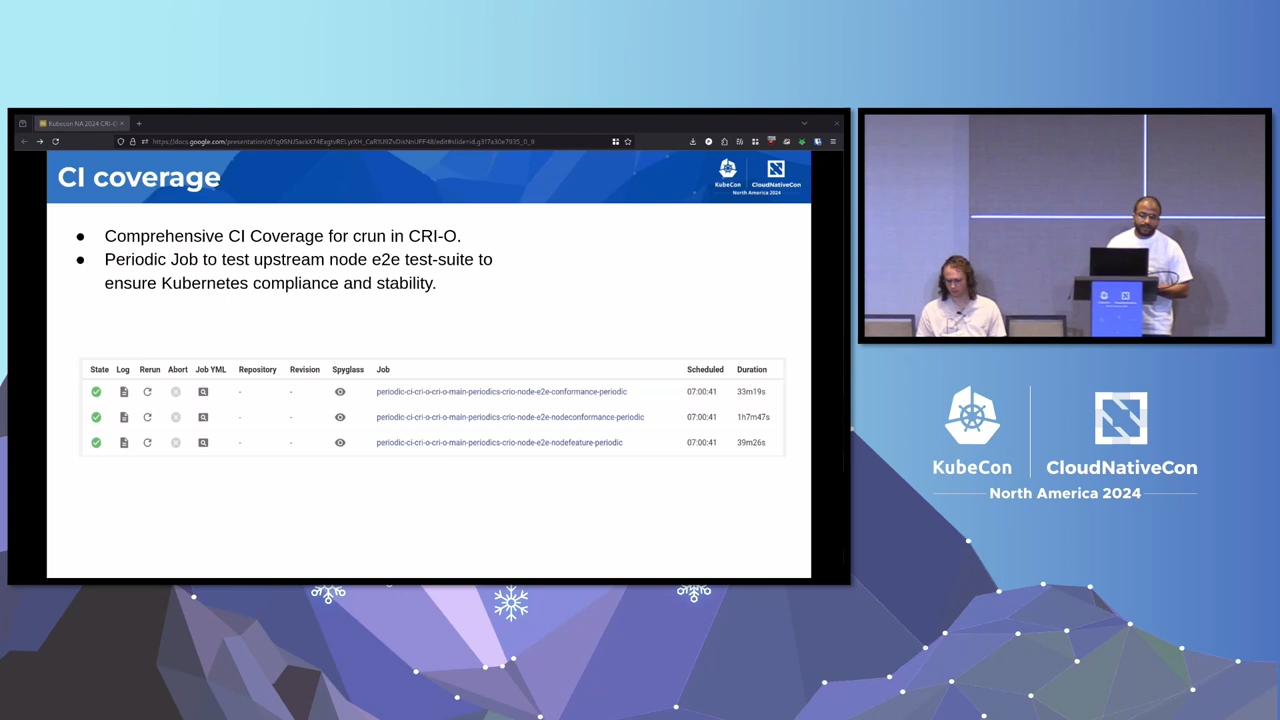 Kubecon NA 2024 CRI-O
CI coverage
KubeCon
CloudNativeCon
North America 2024
● Comprehensive CI Coverage for crun in CRI-O.
● Periodic Job to test upstream node e2e test-suite to
ensure Kubernetes compliance and stability.
State Log Rerun Abort Job YML Repository Revision Spyglass Job Scheduled Duration
- - periodic-ci-cri-o-cri-o-main-periodics-crio-node-e2e-conformance-periodic 07:00:41 33m19s
- - periodic-ci-cri-o-cri-o-main-periodics-crio-node-e2e-nodeconformance-periodic 07:00:41 1h7m47s
- - periodic-ci-cri-o-cri-o-main-periodics-crio-node-e2e-nodefeature-periodic 07:00:41 39m26s
KubeCon
CloudNativeCon
North America 2024